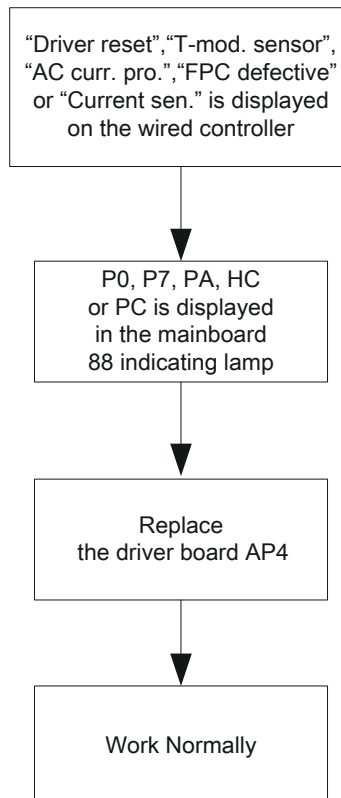 “Driver reset”,“T-mod. sensor”,
“AC curr. pro.”,“FPC defective”
or “Current sen.” is displayed
on the wired controller
P0, P7, PA, HC
or PC is displayed
in the mainboard
88 indicating lamp
Replace
the driver board AP4
Work Normally